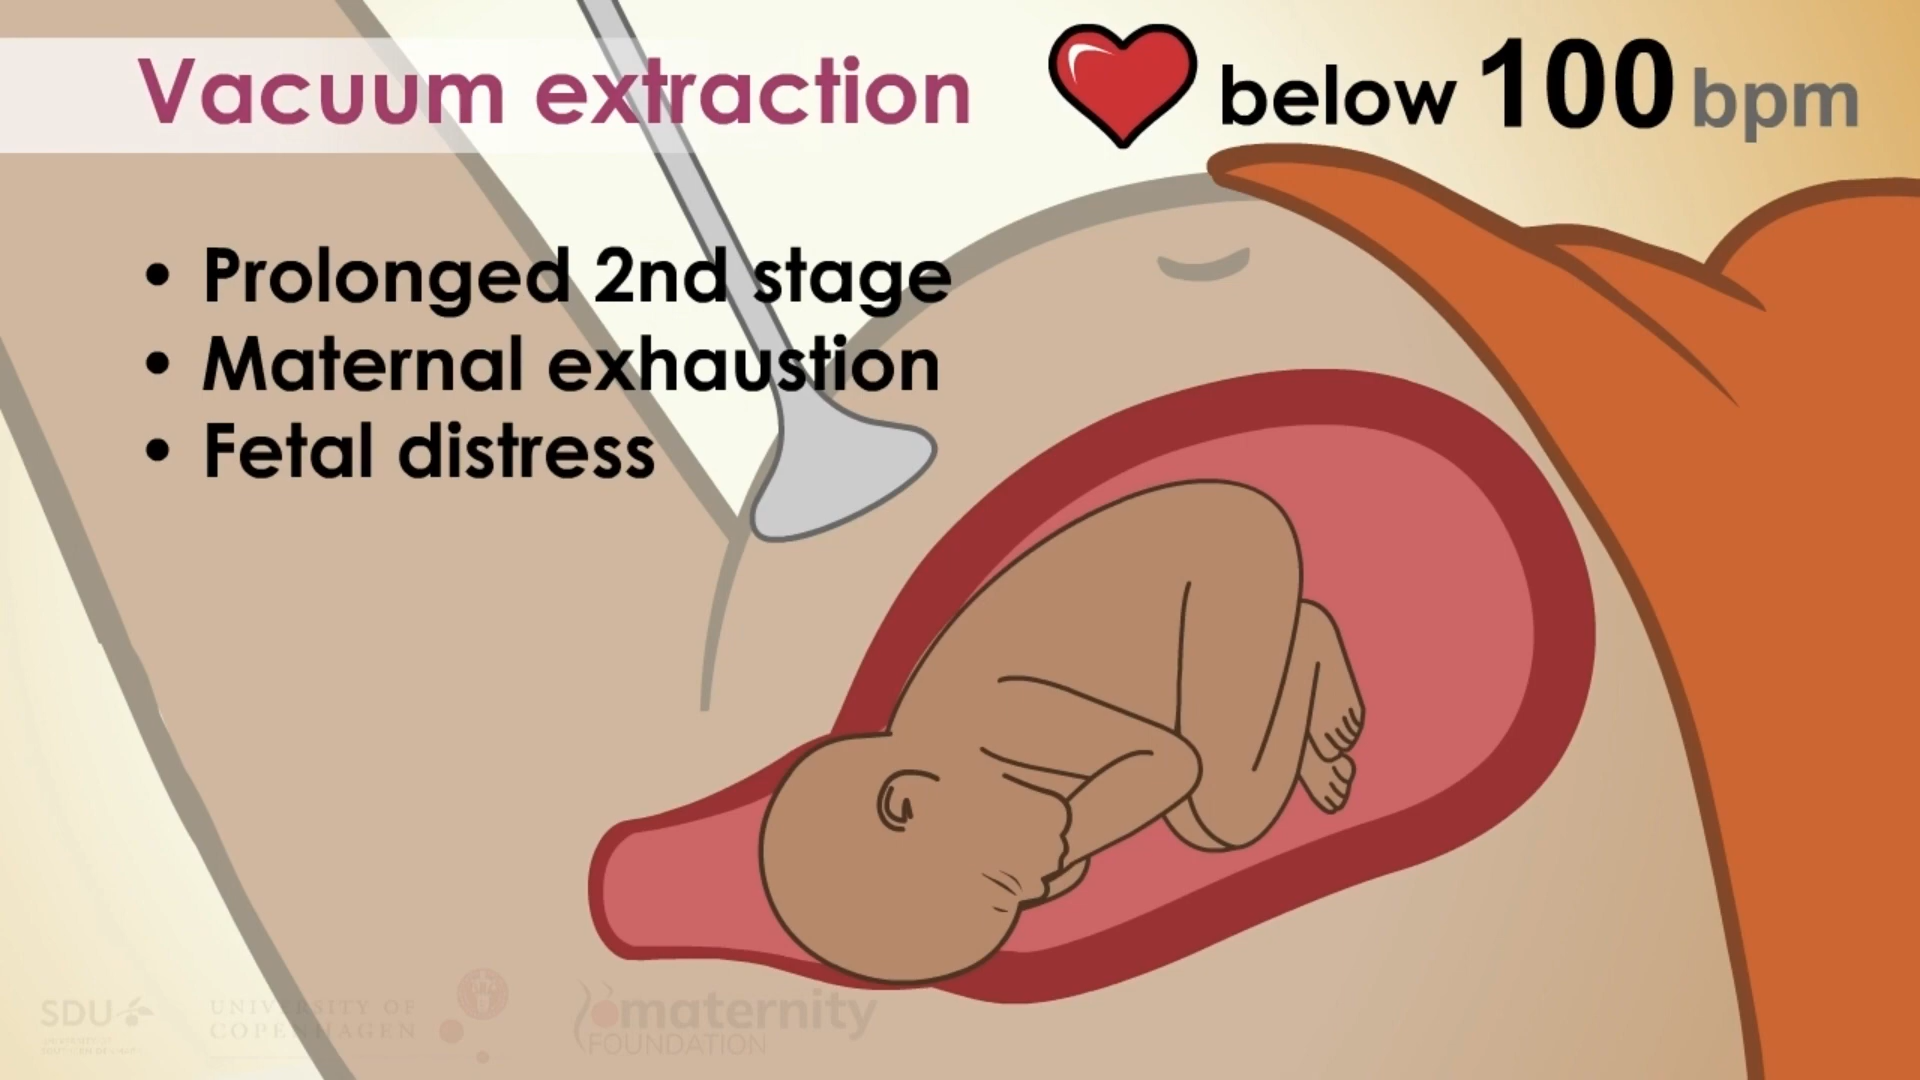 Vacuum extraction
below 100 bpm
• Prolonged 2nd stage
• Maternal exhaustion
• Fetal distress
SDU
UNIVERSITY OF
COPENHAGEN
maternity
FOUNDATION